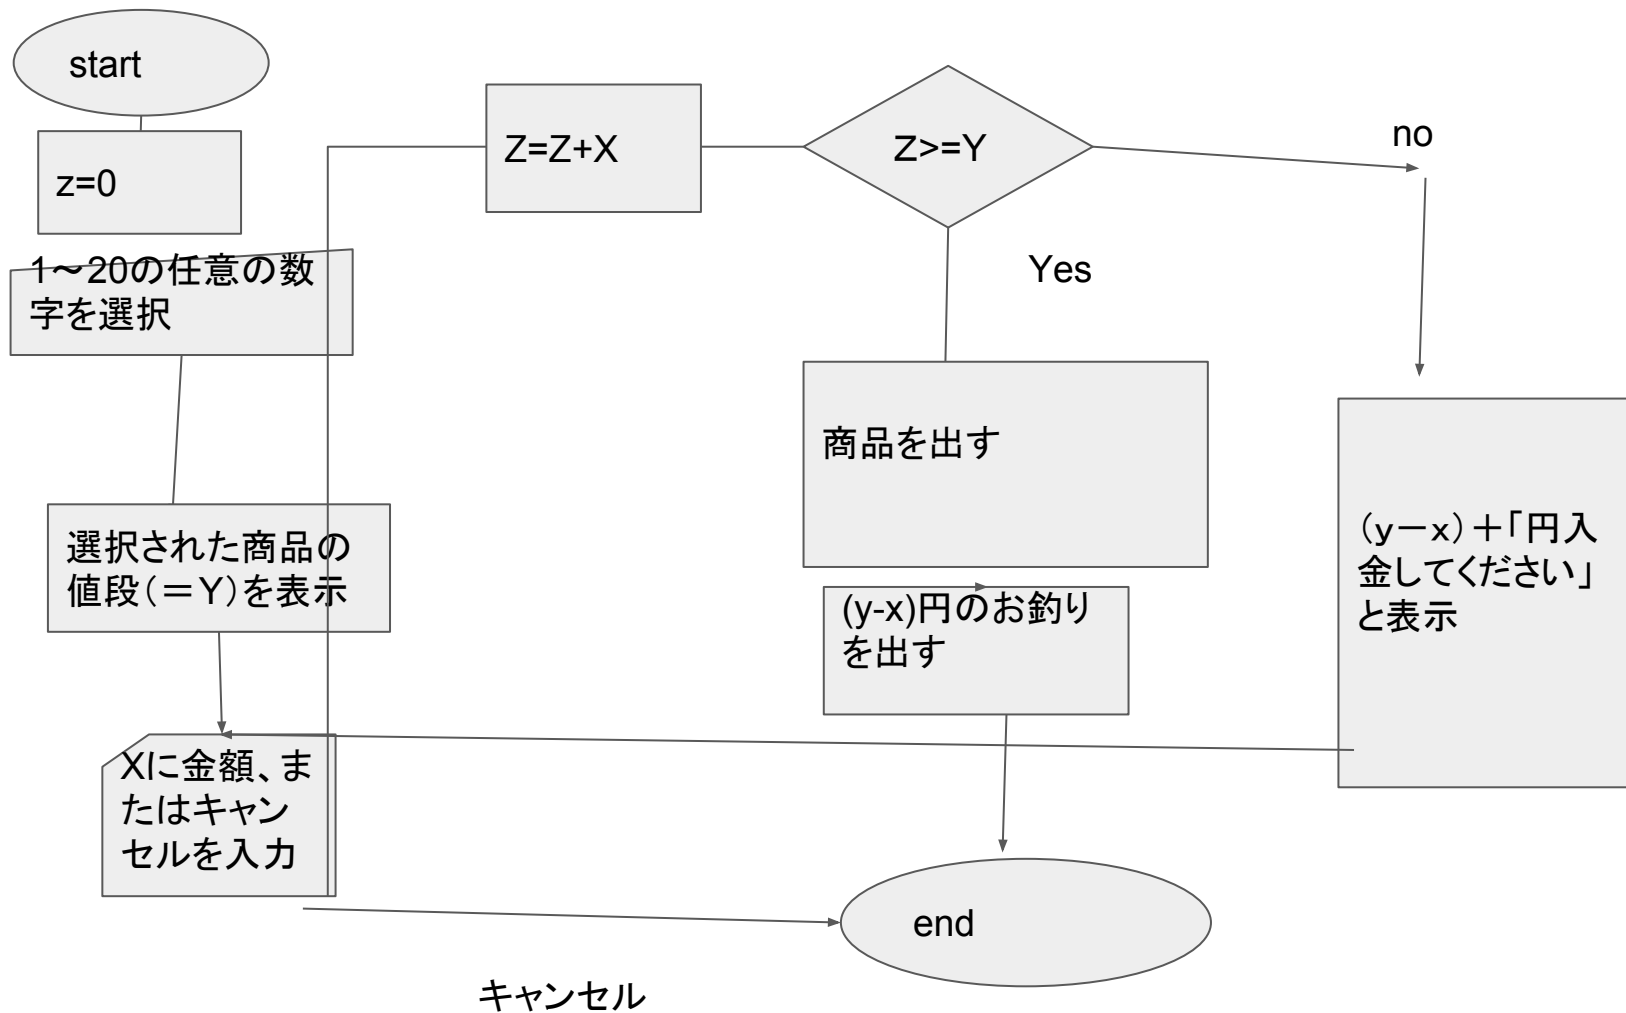 start
z=0
1～20の任意の数
字を選択
選択された商品の
値段(＝Y)を表示
Xに金額、ま
たはキャン
セルを入力
キャンセル
Z=Z+X
Z>=Y
no
Yes
商品を出す
(y-x)円のお釣り
を出す
（y－x）＋「円入
金してください」
と表示
end